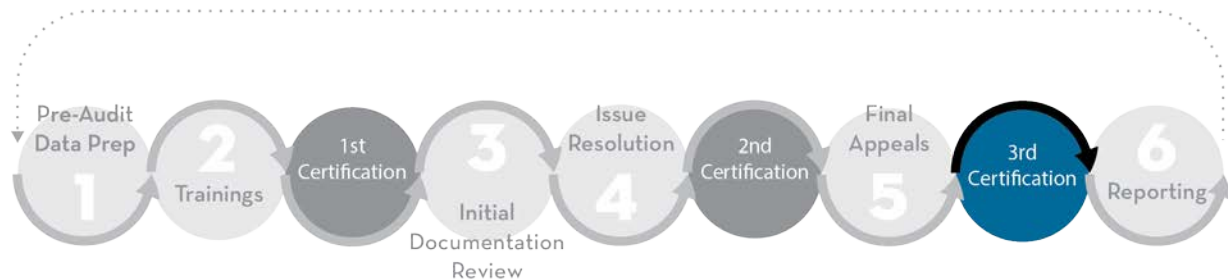 Pre-Audit
Data Prep
1
2
Trainings
1st
Certification
3
Initial
Documentation
Review
Issue
Resolution
4
2nd
Certification
Final
Appeals
5
3rd
Certification
6
Reporting